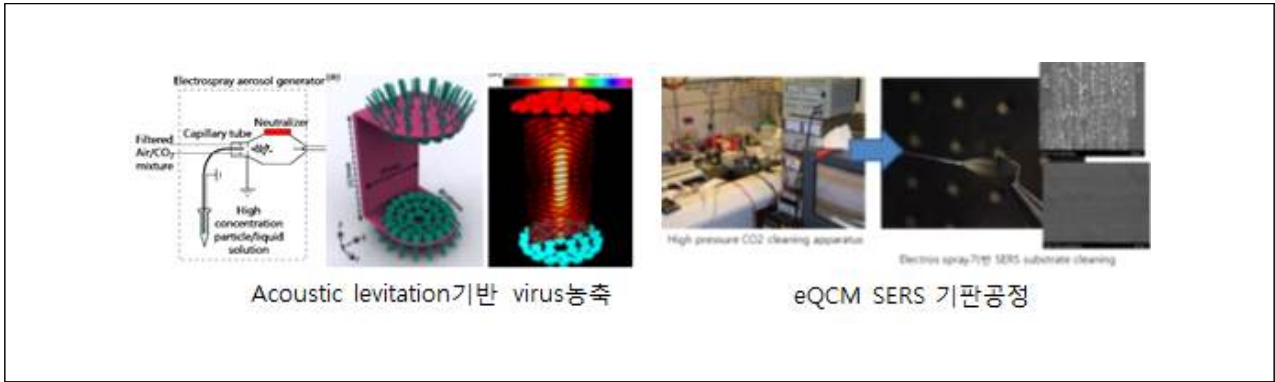 Electrospray aerosol generator
Neutralizer
Capillary tube
Filtered
Air/CO₂
mixture
High
concentration
particle/liquid
solution
High pressure CO2 cleaning apparatus
Electros spray기반 SERS substrate cleaning
Acoustic levitation기반 virus농축
eQCM SERS 기판공정